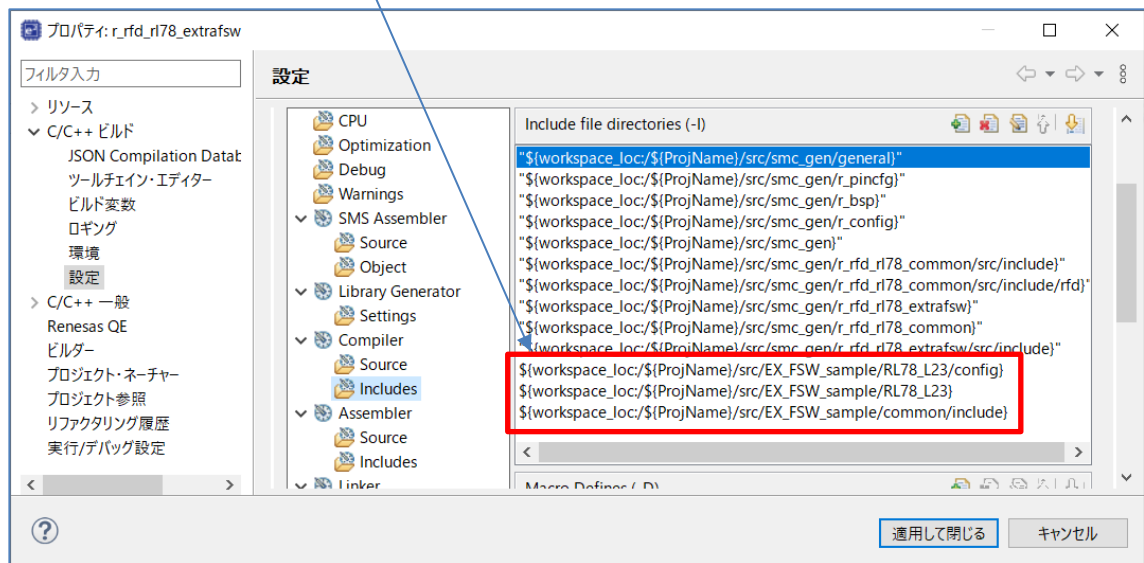 プロパティ: r_rfd_rl78_extrafsw
フィルタ入力
設定
リソース
C/C++ ビルド
JSON Compilation Datab
ツールチェイン・エディター
ビルド変数
ロギング
環境
設定
C/C++ 一般
Renesas QE
ビルダー
プロジェクト・ネーチャー
プロジェクト参照
リファクタリング履歴
実行/デバッグ設定
CPU
Optimization
Debug
Warnings
SMS Assembler
Source
Object
Library Generator
Settings
Compiler
Source
Includes
Assembler
Source
Includes
Linker
Include file directories (-I)
"${workspace_loc:/${ProjName}/src/smc_gen/general}"
"${workspace_loc:/${ProjName}/src/smc_gen/r_pincfg}"
"${workspace_loc:/${ProjName}/src/smc_gen/r_bsp}"
"${workspace_loc:/${ProjName}/src/smc_gen/r_config}"
"${workspace_loc:/${ProjName}/src/smc_gen}"
"${workspace_loc:/${ProjName}/src/smc_gen/r_rfd_rl78_common/src/include}"
"${workspace_loc:/${ProjName}/src/smc_gen/r_rfd_rl78_common/src/include/rfd}"
"${workspace_loc:/${ProjName}/src/smc_gen/r_rfd_rl78_extrafsw}"
"${workspace_loc:/${ProjName}/src/smc_gen/r_rfd_rl78_common}"
"${workspace_loc:/${ProjName}/src/smc_gen/r_rfd_rl78_extrafsw/src/include}"
${workspace_loc:/${ProjName}/src/EX_FSW_sample/RL78_L23/config}
${workspace_loc:/${ProjName}/src/EX_FSW_sample/RL78_L23}
${workspace_loc:/${ProjName}/src/EX_FSW_sample/common/include}
Macro Defines (-D)
適用して閉じる
キャンセル